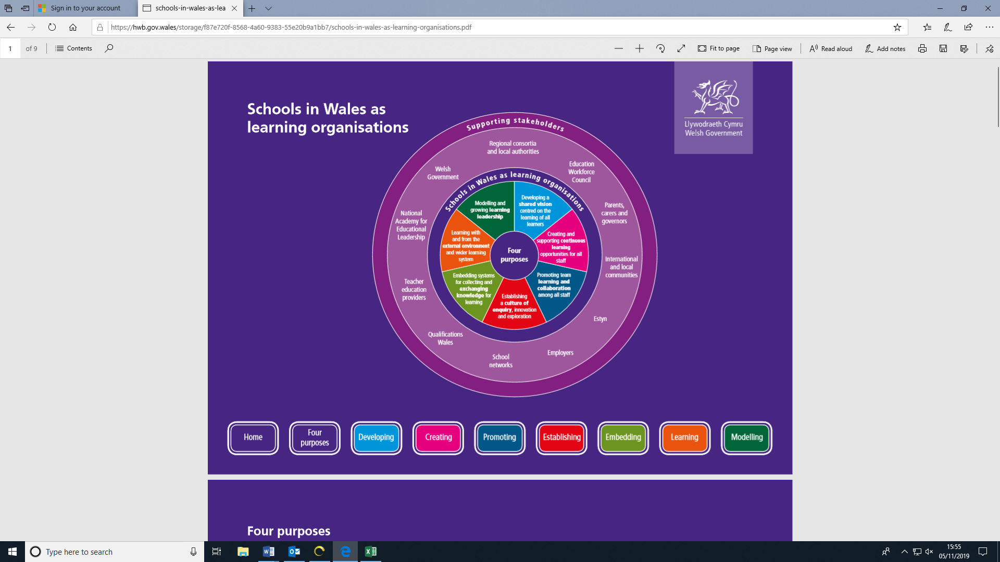 Sign in to your account
schools-in-wales-as-lea
https://hwb.gov.wales/storage/f87e720f-8568-4a60-9383-55e20b9a1bb7/schools-in-wales-as-learning-organisations.pdf
1 of 9
Contents
Fit to page
Page view
Read aloud
Add notes
Schools in Wales as
learning organisations
Llywodraeth Cymru
Welsh Government
Supporting stakeholders
Regional consortia
and local authorities
Education
Workforce
Council
Parents,
carers and
governors
International
and local
communities
Estyn
Employers
School
networks
Qualifications
Wales
Teacher
education
providers
National
Academy for
Educational
Leadership
Welsh
Government
Schools in Wales as learning organisations
Developing a
shared vision
centred on the
learning of all
learners
Creating and
supporting continuous
learning
opportunities for all
staff
Promoting team
learning and
collaboration
among all staff
Establishing
a culture of
enquiry, innovation
and exploration
Embedding systems
for collecting and
exchanging
knowledge for
learning
Learning with
and from the
external environment
and wider learning
system
Modelling and
growing learning
leadership
Four
purposes
Home
Four
purposes
Developing
Creating
Promoting
Establishing
Embedding
Learning
Modelling
Four purposes
Type here to search
15:55
05/11/2019